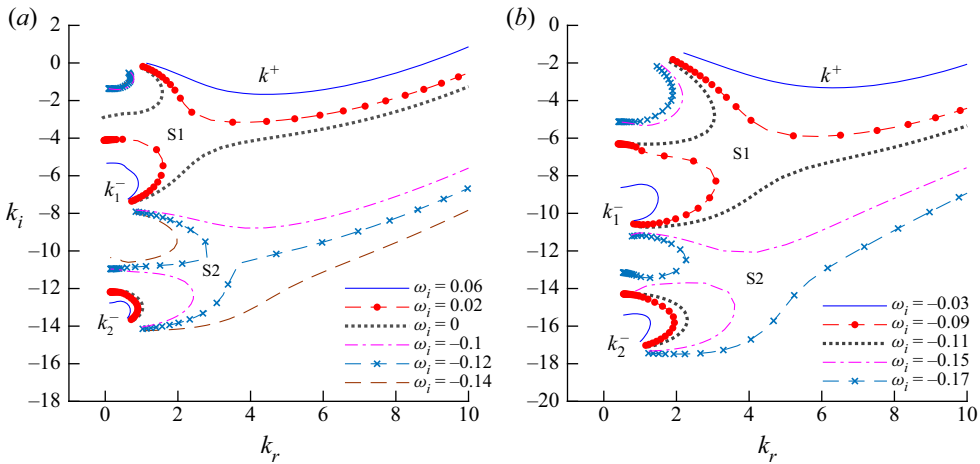 (a)
2
0
−2
−4
−6
−8
−10
−12
−14
−16
−18
k_i
k^+
S1
k_1^−
S2
k_2^−
ω_i = 0.06
ω_i = 0.02
ω_i = 0
ω_i = −0.1
ω_i = −0.12
ω_i = −0.14
0 2 4 6 8 10
k_r
(b)
0
−2
−4
−6
−8
−10
−12
−14
−16
−18
−20
k^+
S1
k_1^−
S2
k_2^−
ω_i = −0.03
ω_i = −0.09
ω_i = −0.11
ω_i = −0.15
ω_i = −0.17
0 2 4 6 8 10
k_r